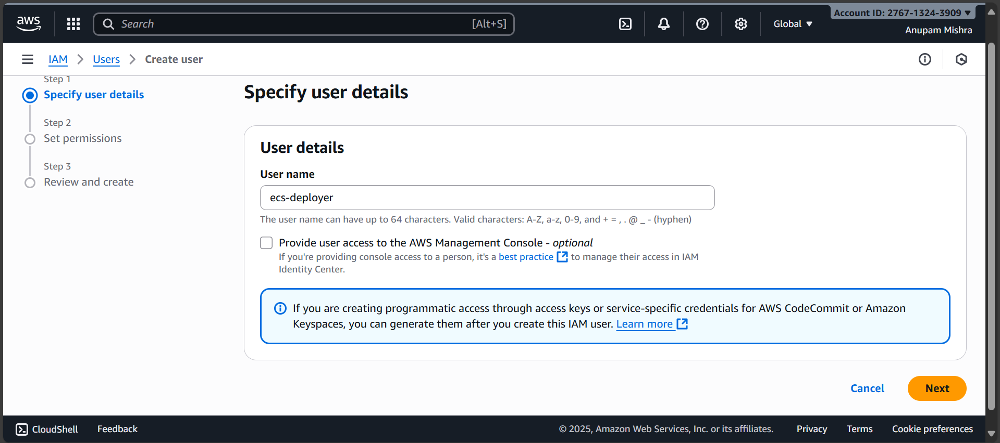 aws
Search [Alt+S]
Global
Account ID: 2767-1324-3909
Anupam Mishra
IAM
Users
Create user
Step 1
Specify user details
Step 2
Set permissions
Step 3
Review and create
Specify user details
User details
User name
ecs-deployer
The user name can have up to 64 characters. Valid characters: A-Z, a-z, 0-9, and + = , . @ _ - (hyphen)
Provide user access to the AWS Management Console - optional
If you're providing console access to a person, it's a best practice to manage their access in IAM
Identity Center.
If you are creating programmatic access through access keys or service-specific credentials for AWS CodeCommit or Amazon
Keyspaces, you can generate them after you create this IAM user. Learn more
Cancel
Next
CloudShell
Feedback
© 2025, Amazon Web Services, Inc. or its affiliates.
Privacy
Terms
Cookie preferences